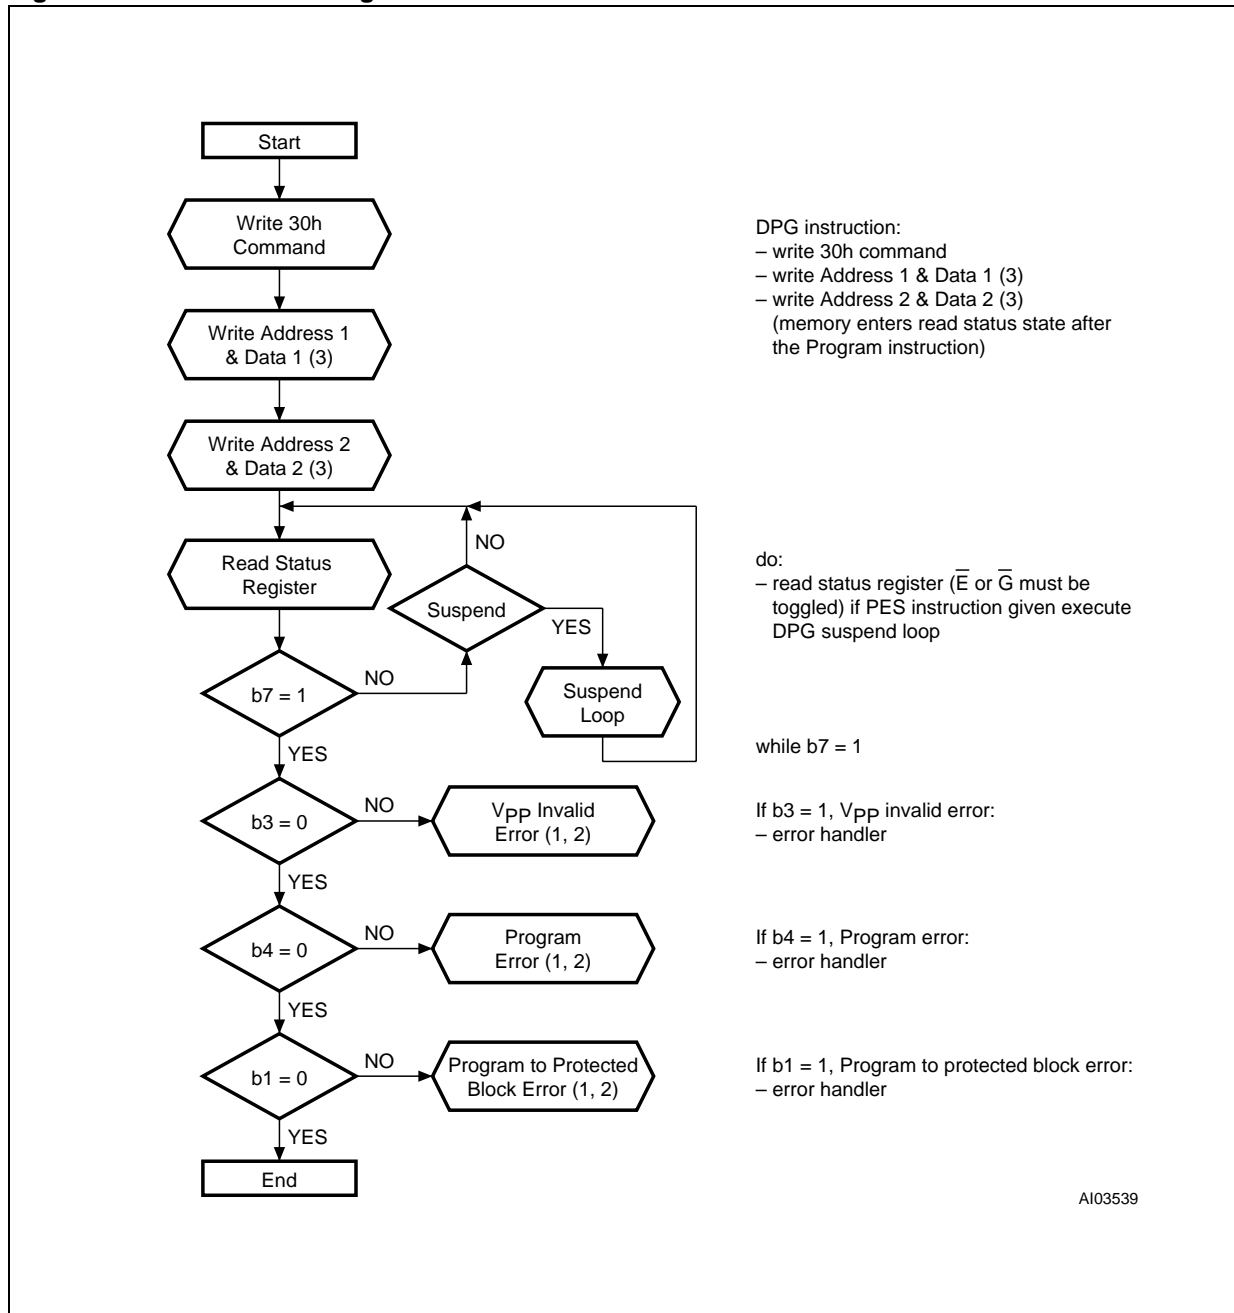 Start
Write 30h
Command
DPG instruction:
– write 30h command
– write Address 1 & Data 1 (3)
– write Address 2 & Data 2 (3)
(memory enters read status state after
the Program instruction)
Write Address 1
& Data 1 (3)
Write Address 2
& Data 2 (3)
NO
Read Status
Register
Suspend
YES
do:
– read status register (E̅ or G̅ must be
toggled) if PES instruction given execute
DPG suspend loop
b7 = 1
NO
Suspend
Loop
YES
while b7 = 1
b3 = 0
NO
VPP Invalid
Error (1, 2)
If b3 = 1, VPP invalid error:
– error handler
YES
b4 = 0
NO
Program
Error (1, 2)
If b4 = 1, Program error:
– error handler
YES
b1 = 0
NO
Program to Protected
Block Error (1, 2)
If b1 = 1, Program to protected block error:
– error handler
YES
End
AI03539